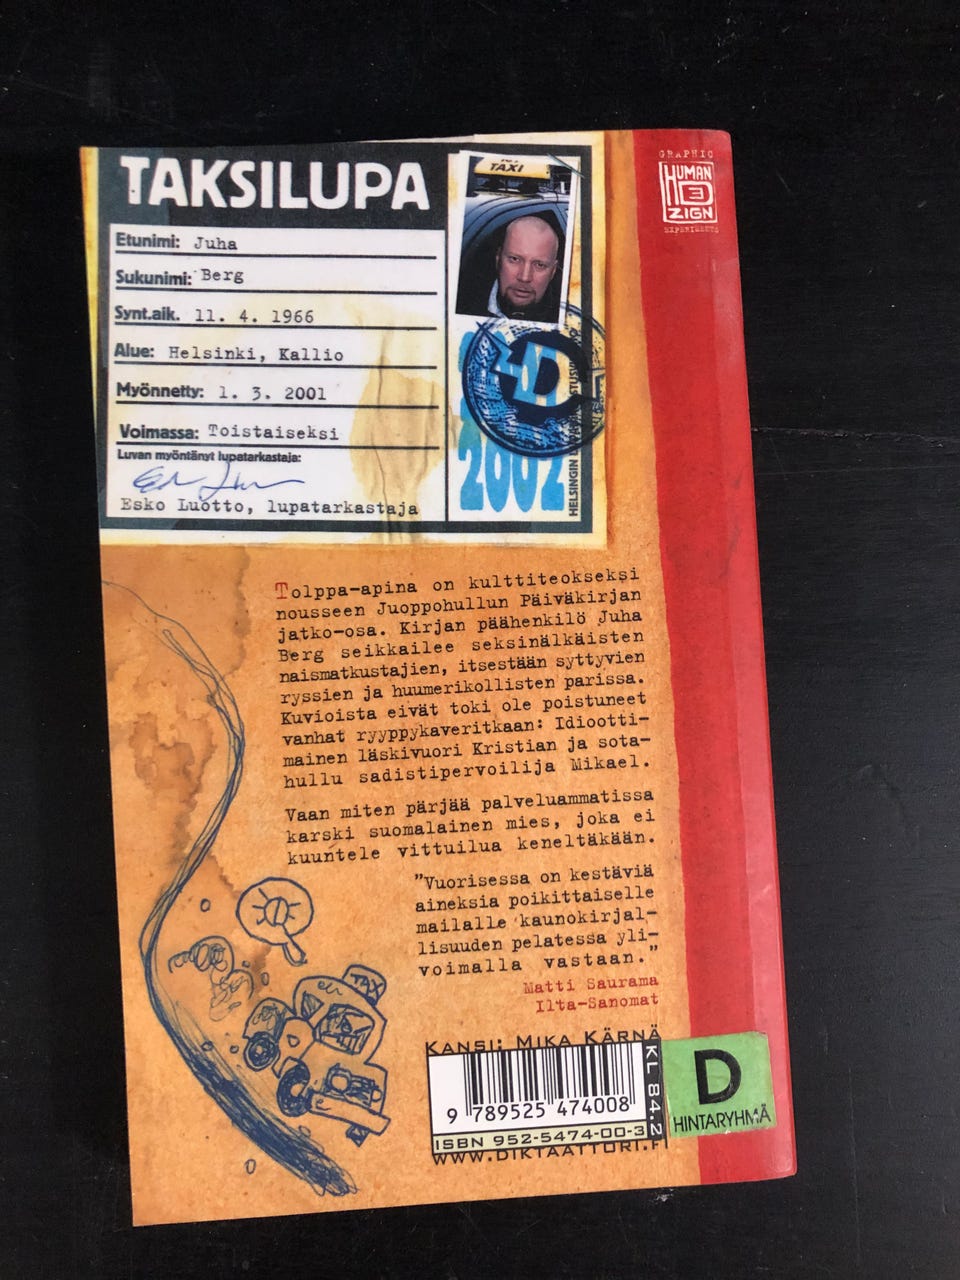 TAKSILUPA
Etunimi: Juha
Sukunimi: Berg
Synt.aik. 11. 4. 1966
Alue: Helsinki, Kallio
Myönnetty: 1. 3. 2001
Voimassa: Toistaiseksi
Luvan myöntänyt lupatarkastaja:
Esko Luotto, lupatarkastaja
TAXI
D
2002
HELSINGIN
GRAPHIC
HUMAN
ZIGN
EXPERIMENTS
Tolppa-apina on kulttiteokseksi
nousseen Juoppohullun Päiväkirjan
jatko-osa. Kirjan päähenkilö Juha
Berg seikkailee seksinälkäisten
naismatkustajien, itsestään syttyvien
ryssien ja huumerikollisten parissa.
Kuvioista eivät toki ole poistuneet
vanhat ryyppykaveritkaan: Idiootti-
mainen läskivuori Kristian ja sota-
hullu sadistipervoilija Mikael.
Vaan miten pärjää palveluammatissa
karski suomalainen mies, joka ei
kuuntele vittuilua keneltäkään.
"Vuorisessa on kestäviä
aineksia poikittaiselle
mailalle kaunokirjal-
lisuuden pelatessa yli-
voimalla vastaan."
Matti Saurama
Ilta-Sanomat
TAX
KANSI: MIKA KÄRNÄ
KL 84.2
9 789525 474008
ISBN 952-5474-00-3
WWW.DIKTAATTORI.FI
D
HINTARYHMÄ